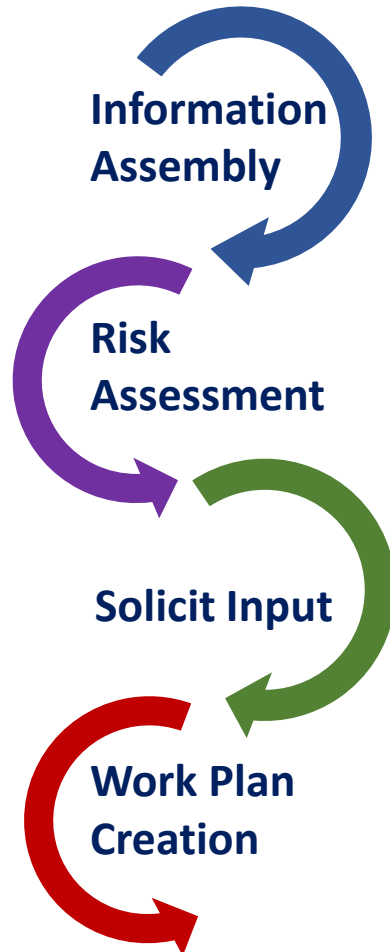 Information
Assembly
Risk
Assessment
Solicit Input
Work Plan
Creation